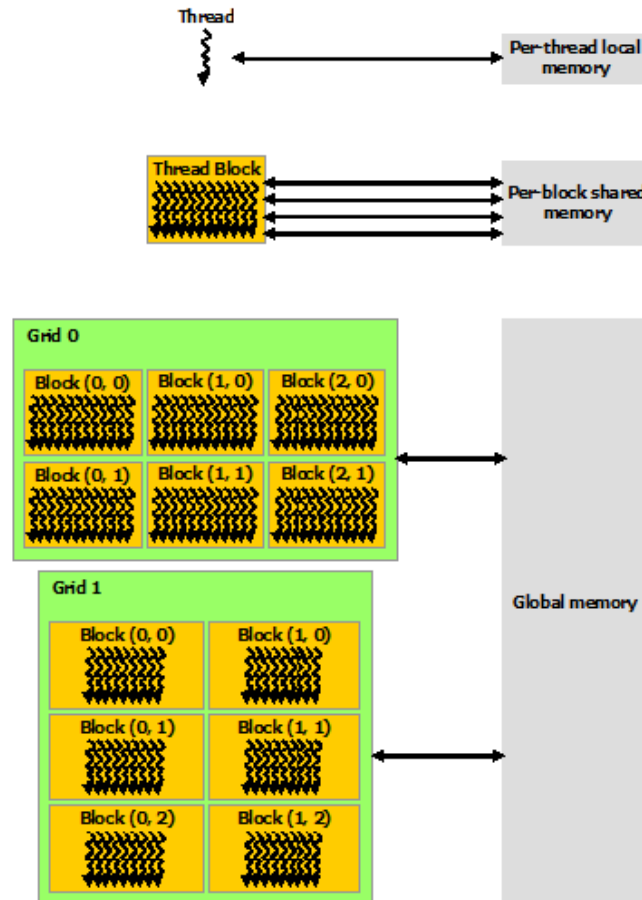 Thread
Per-thread local
memory
Thread Block
Per-block shared
memory
Grid 0
Block (0, 0) Block (1, 0) Block (2, 0)
Block (0, 1) Block (1, 1) Block (2, 1)
Grid 1
Global memory
Block (0, 0) Block (1, 0)
Block (0, 1) Block (1, 1)
Block (0, 2) Block (1, 2)